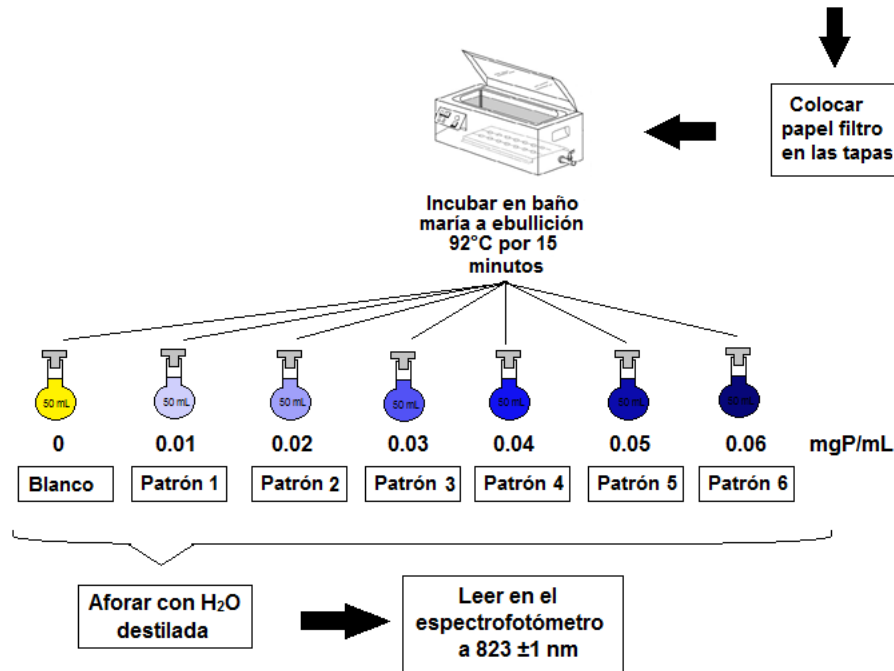 Colocar
papel filtro
en las tapas
Incubar en baño
maría a ebullición
92°C por 15
minutos
50 mL 50 mL 50 mL 50 mL 50 mL 50 mL 50 mL
0 0.01 0.02 0.03 0.04 0.05 0.06 mgP/mL
Blanco Patrón 1 Patrón 2 Patrón 3 Patrón 4 Patrón 5 Patrón 6
Aforar con H₂O
destilada
Leer en el
espectrofotómetro
a 823 ±1 nm